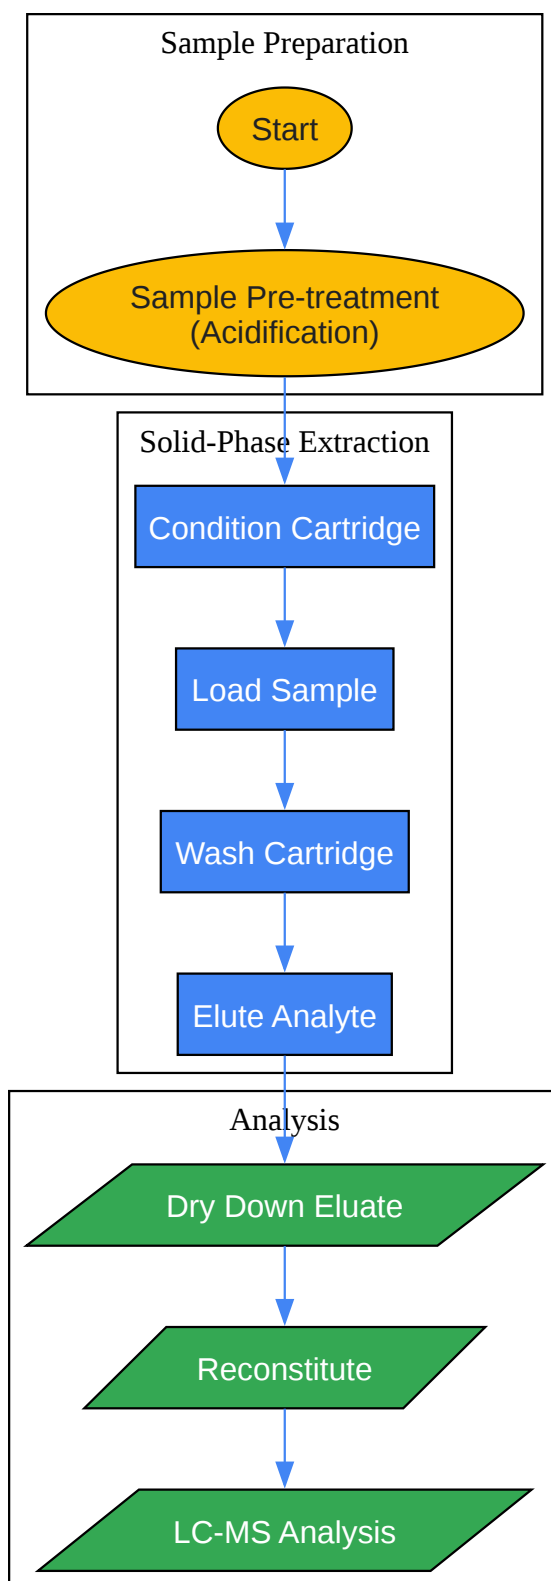 Sample Preparation
Start
Sample Pre-treatment
(Acidification)
Solid-Phase Extraction
Condition Cartridge
Load Sample
Wash Cartridge
Elute Analyte
Analysis
Dry Down Eluate
Reconstitute
LC-MS Analysis